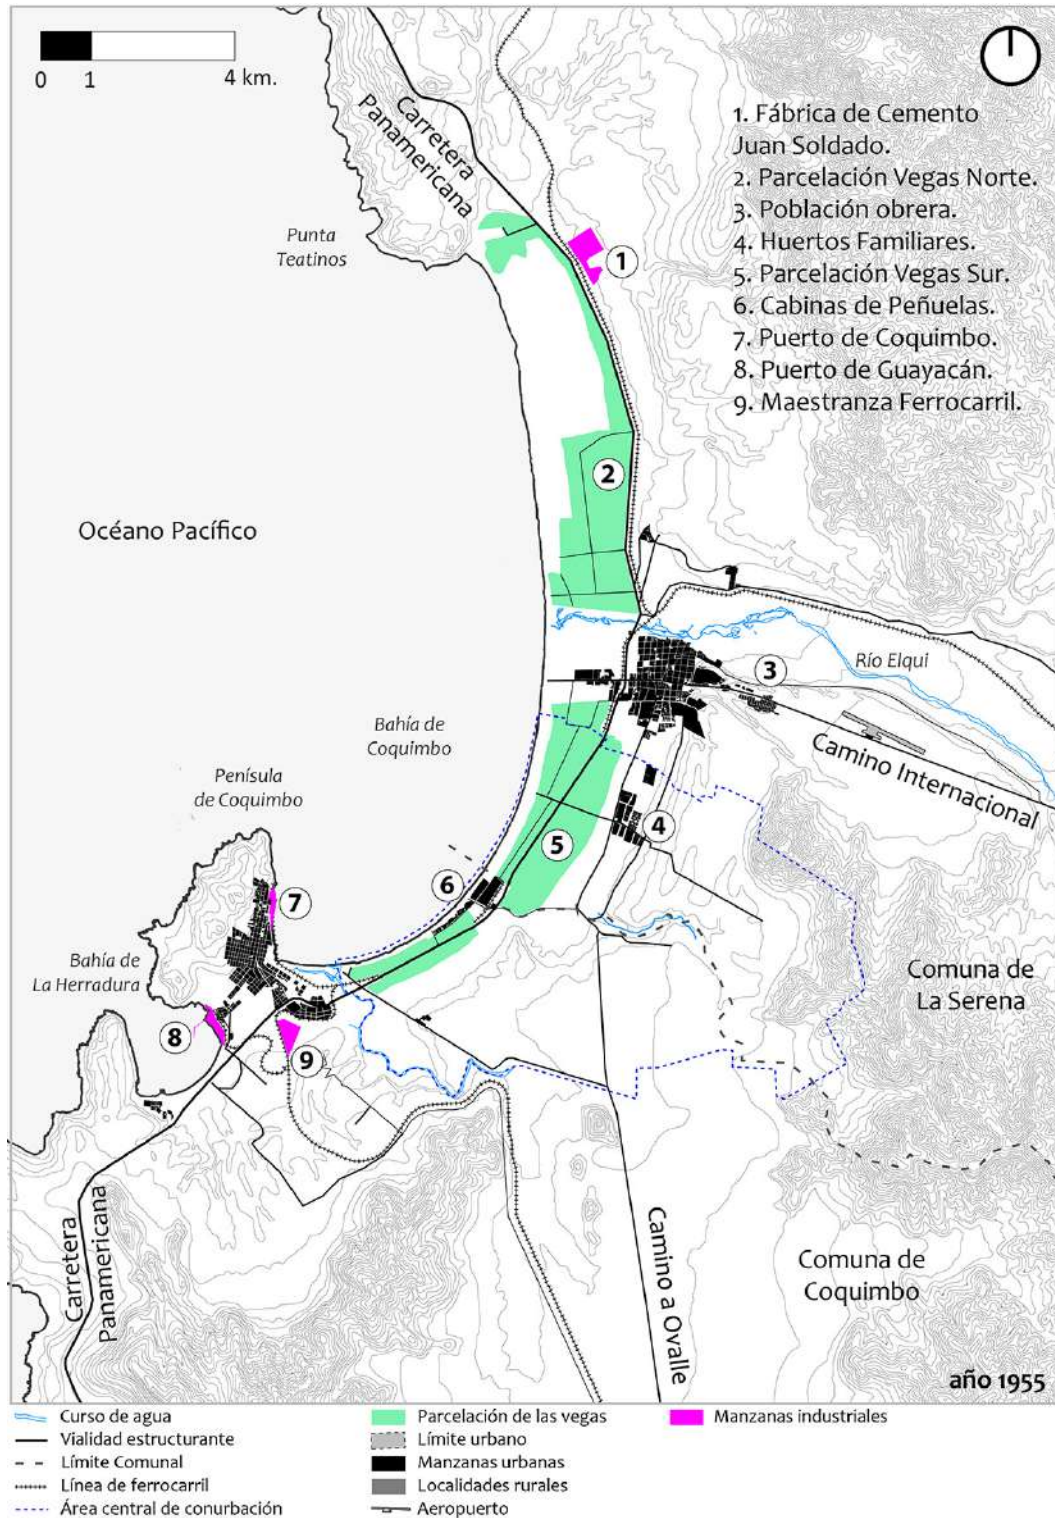 0 1 4 km.
1. Fábrica de Cemento
Juan Soldado.
2. Parcelación Vegas Norte.
3. Población obrera.
4. Huertos Familiares.
5. Parcelación Vegas Sur.
6. Cabinas de Peñuelas.
7. Puerto de Coquimbo.
8. Puerto de Guayacán.
9. Maestranza Ferrocarril.
Carretera
Panamericana
Punta
Teatinos
1
2
Océano Pacífico
3
Río Elqui
Bahía de
Coquimbo
Camino Internacional
Penísula
de Coquimbo
4
5
6
7
Bahía de
La Herradura
Comuna de
La Serena
8
9
Carretera
Panamericana
Camino a Ovalle
Comuna de
Coquimbo
año 1955
Curso de agua
Vialidad estructurante
Límite Comunal
Línea de ferrocarril
Área central de conurbación
Parcelación de las vegas
Límite urbano
Manzanas urbanas
Localidades rurales
Aeropuerto
Manzanas industriales